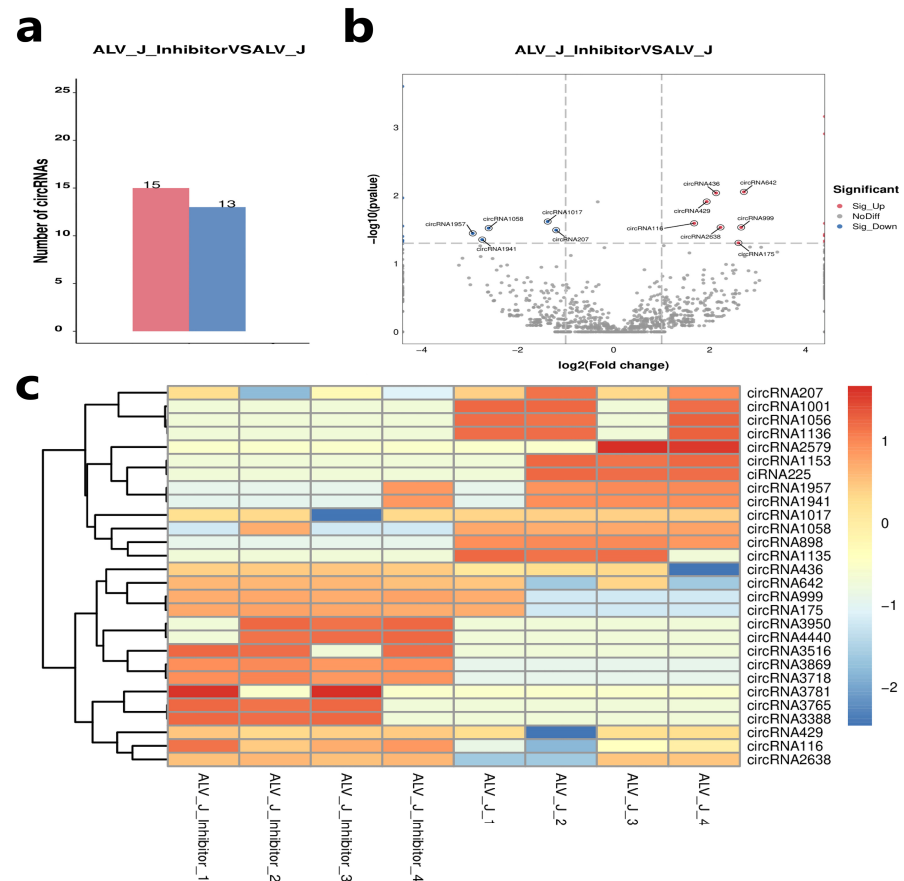 a
ALV_J_InhibitorVSALV_J
Number of circRNAs
25
20
15
10
5
0
15
13
b
ALV_J_InhibitorVSALV_J
−log10(pvalue)
3
2
1
0
−4
−2
0
2
4
log2(Fold change)
circRNA436
circRNA642
circRNA429
circRNA1017
circRNA1058
circRNA1957
circRNA116
circRNA999
circRNA2638
circRNA207
circRNA1941
circRNA175
Significant
Sig_Up
NoDiff
Sig_Down
c
circRNA207
circRNA1001
circRNA1056
circRNA1136
circRNA2579
circRNA1153
ciRNA225
circRNA1957
circRNA1941
circRNA1017
circRNA1058
circRNA898
circRNA1135
circRNA436
circRNA642
circRNA999
circRNA175
circRNA3950
circRNA4440
circRNA3516
circRNA3869
circRNA3718
circRNA3781
circRNA3765
circRNA3388
circRNA429
circRNA116
circRNA2638
1
0
−1
−2
ALV_J_Inhibitor_1
ALV_J_Inhibitor_2
ALV_J_Inhibitor_3
ALV_J_Inhibitor_4
ALV_J_1
ALV_J_2
ALV_J_3
ALV_J_4